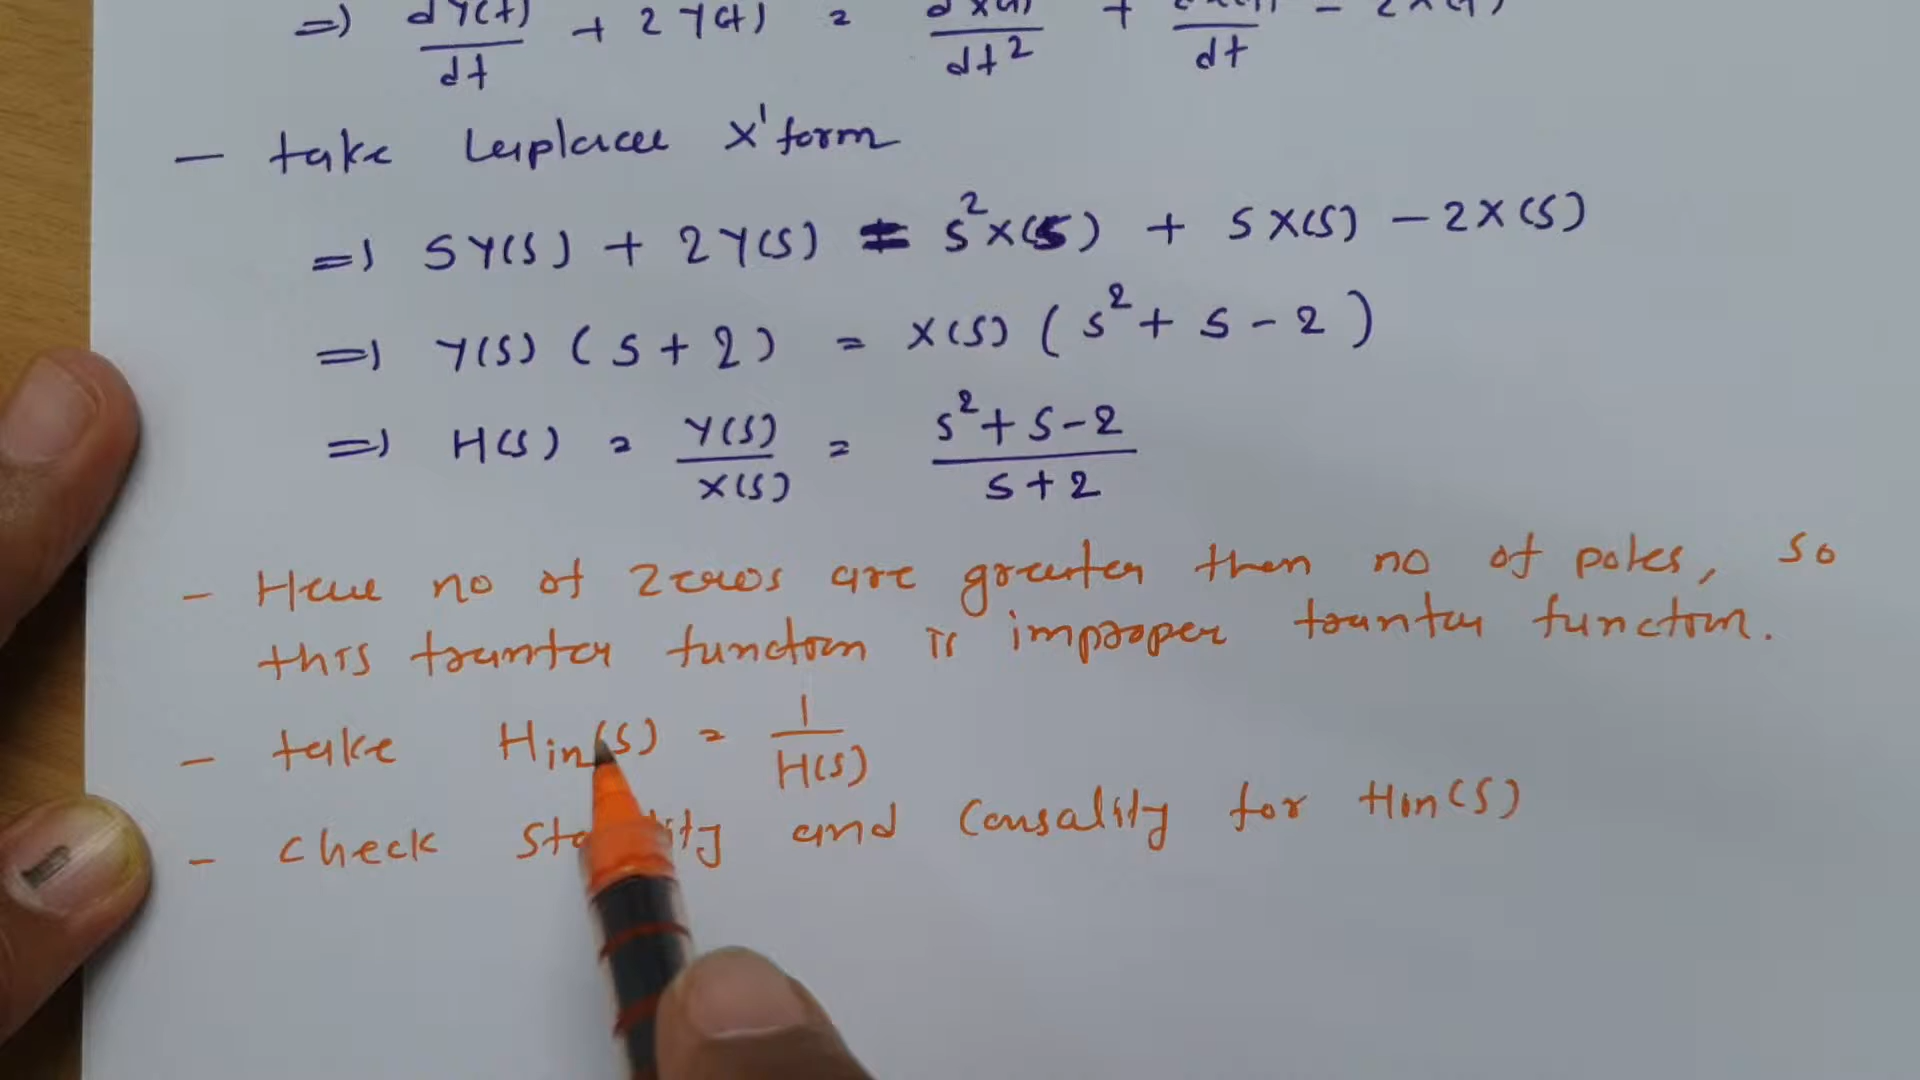 => dy(t)/dt + 2y(t) = d²x(t)/dt² + dx(t)/dt - 2x(t)
- take Laplace X'form
=> SY(S) + 2Y(S) = S²X(S) + SX(S) - 2X(S)
=> Y(S) (S+2) = X(S) (S² + S - 2)
=> H(S) = Y(S)/X(S) = (S²+S-2)/(S+2)
- Here no of zeros are greater then no of poles, so
this transfer function is improper transfer function.
- take Hin(S) = 1/H(S)
- check and causality for Hin(S)